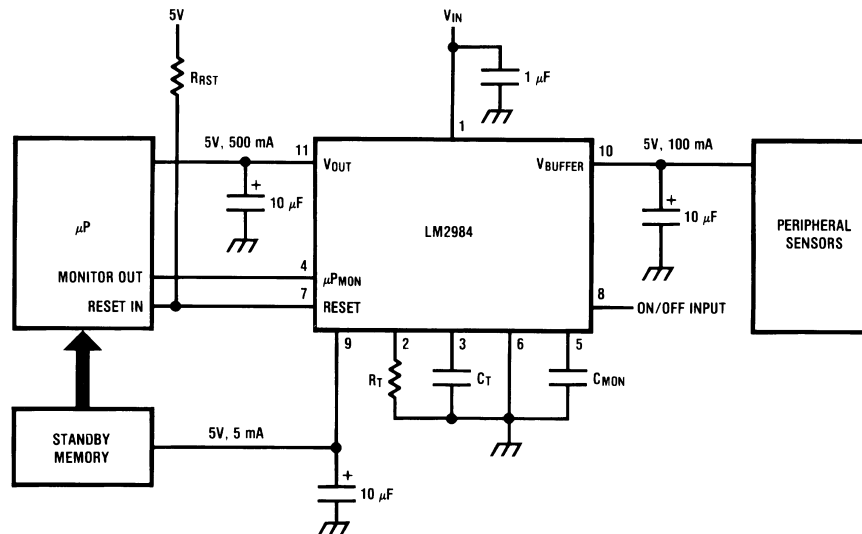 5V
VIN
RRST
1 μF
1
5V, 500 mA
11
VOUT
VBUFFER
10
5V, 100 mA
+
10 μF
μP
LM2984
+
10 μF
PERIPHERAL
SENSORS
MONITOR OUT
4
μPMON
RESET IN
7
RESET
8
ON/OFF INPUT
9
2
3
6
5
RT
CT
CMON
STANDBY
MEMORY
5V, 5 mA
+
10 μF